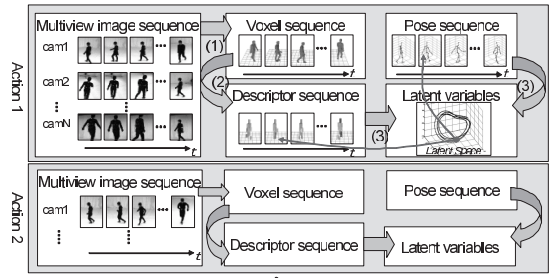 Action 1
Multiview image sequence
cam1
cam2
camN
t
(1)
(2)
Voxel sequence
t
Descriptor sequence
t
(3)
Pose sequence
t
(3)
Latent variables
Latent Space
Action 2
Multiview image sequence
cam1
t
Voxel sequence
Descriptor sequence
Pose sequence
Latent variables